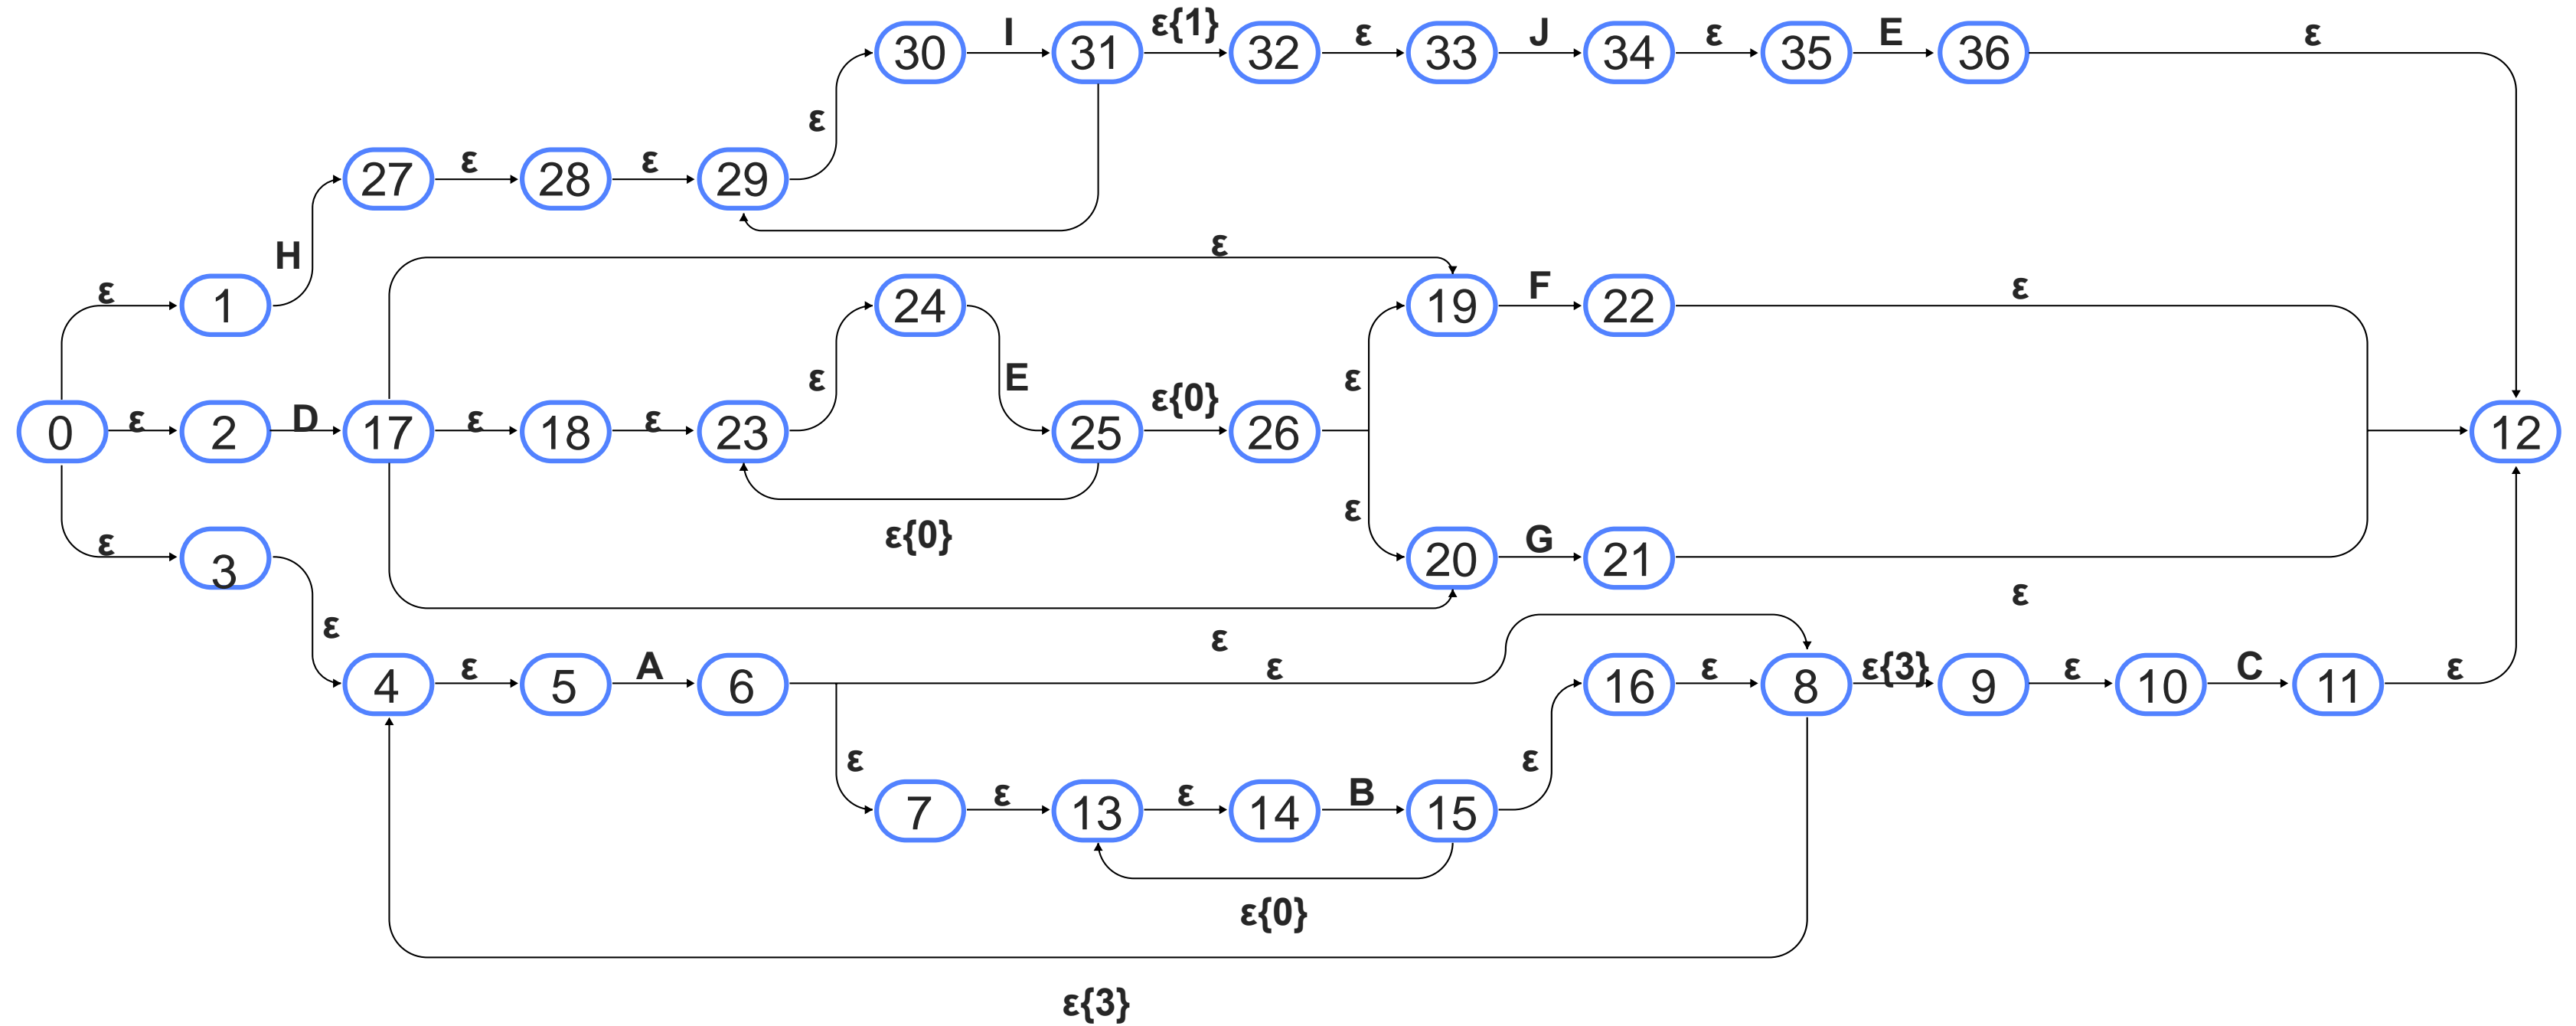 30 I 31 ε{1} 32 ε 33 J 34 ε 35 E 36 ε
ε
27 ε 28 ε 29
H
ε
ε 1
24
19 F 22 ε
ε
E
ε
0 ε 2 D 17 ε 18 ε 23 25 ε{0} 26 12
ε{0}
ε
ε 3
20 G 21
ε
ε
ε
4 ε 5 A 6 ε 16 ε 8 ε{3} 9 ε 10 C 11 ε
ε
ε
7 ε 13 ε 14 B 15
ε{0}
ε{3}